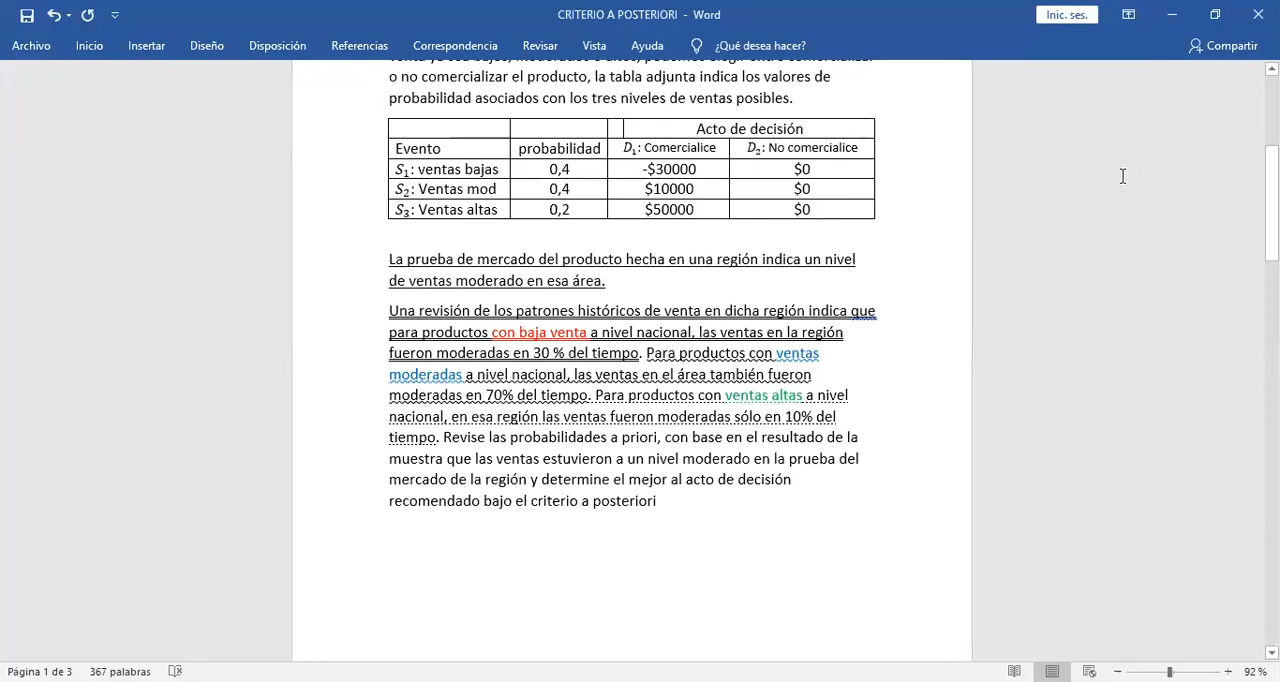 CRITERIO A POSTERIORI - Word
Inic. ses.
Archivo Inicio Insertar Diseño Disposición Referencias Correspondencia Revisar Vista Ayuda ¿Qué desea hacer? Compartir
o no comercializar el producto, la tabla adjunta indica los valores de
probabilidad asociados con los tres niveles de ventas posibles.
Acto de decisión
Evento probabilidad D₁: Comercialice D₂: No comercialice
S₁: ventas bajas 0,4 -$30000 $0
S₂: Ventas mod 0,4 $10000 $0
S₃: Ventas altas 0,2 $50000 $0
La prueba de mercado del producto hecha en una región indica un nivel
de ventas moderado en esa área.
Una revisión de los patrones históricos de venta en dicha región indica que
para productos con baja venta a nivel nacional, las ventas en la región
fueron moderadas en 30 % del tiempo. Para productos con ventas
moderadas a nivel nacional, las ventas en el área también fueron
moderadas en 70% del tiempo. Para productos con ventas altas a nivel
nacional, en esa región las ventas fueron moderadas sólo en 10% del
tiempo. Revise las probabilidades a priori, con base en el resultado de la
muestra que las ventas estuvieron a un nivel moderado en la prueba del
mercado de la región y determine el mejor al acto de decisión
recomendado bajo el criterio a posteriori
Página 1 de 3 367 palabras 92 %